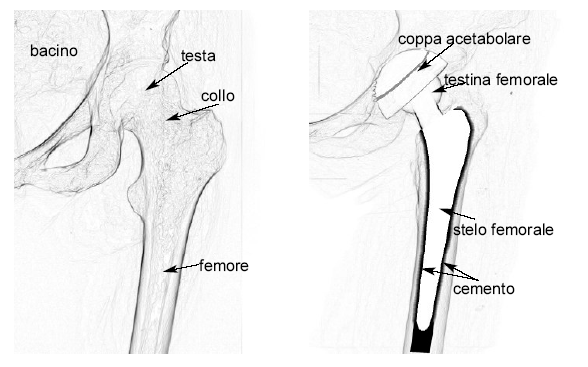 bacino
testa
collo
femore
coppa acetabolare
testina femorale
stelo femorale
cemento